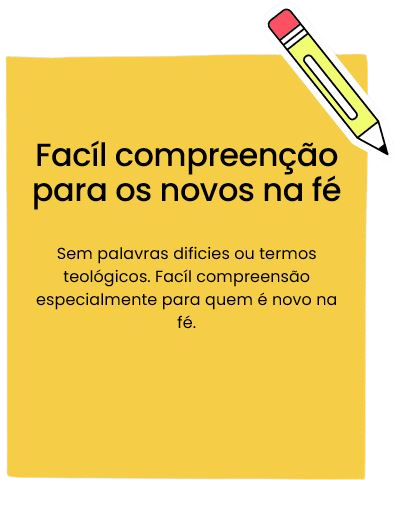 Facíl compreenção
para os novos na fé
Sem palavras dificies ou termos
teológicos. Facíl compreensão
especialmente para quem é novo na
fé.